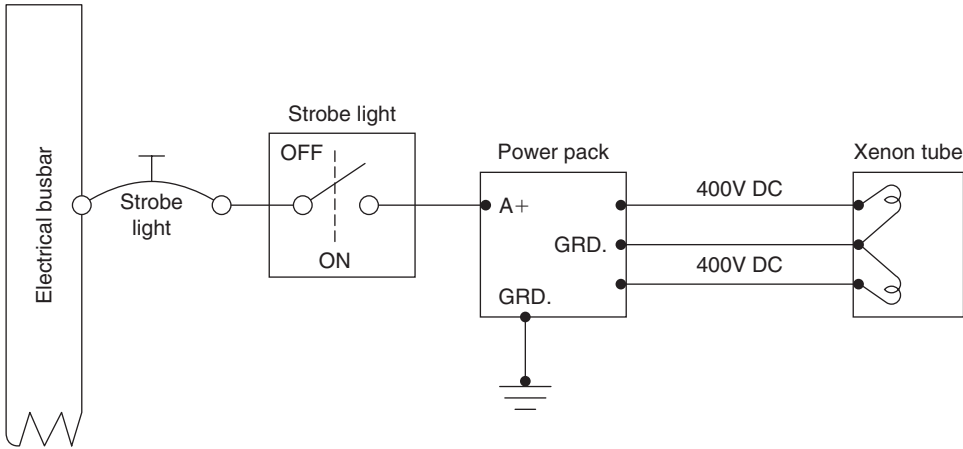 Electrical busbar
Strobe
light
Strobe light
OFF
ON
Power pack
A+
GRD.
GRD.
400V DC
400V DC
Xenon tube